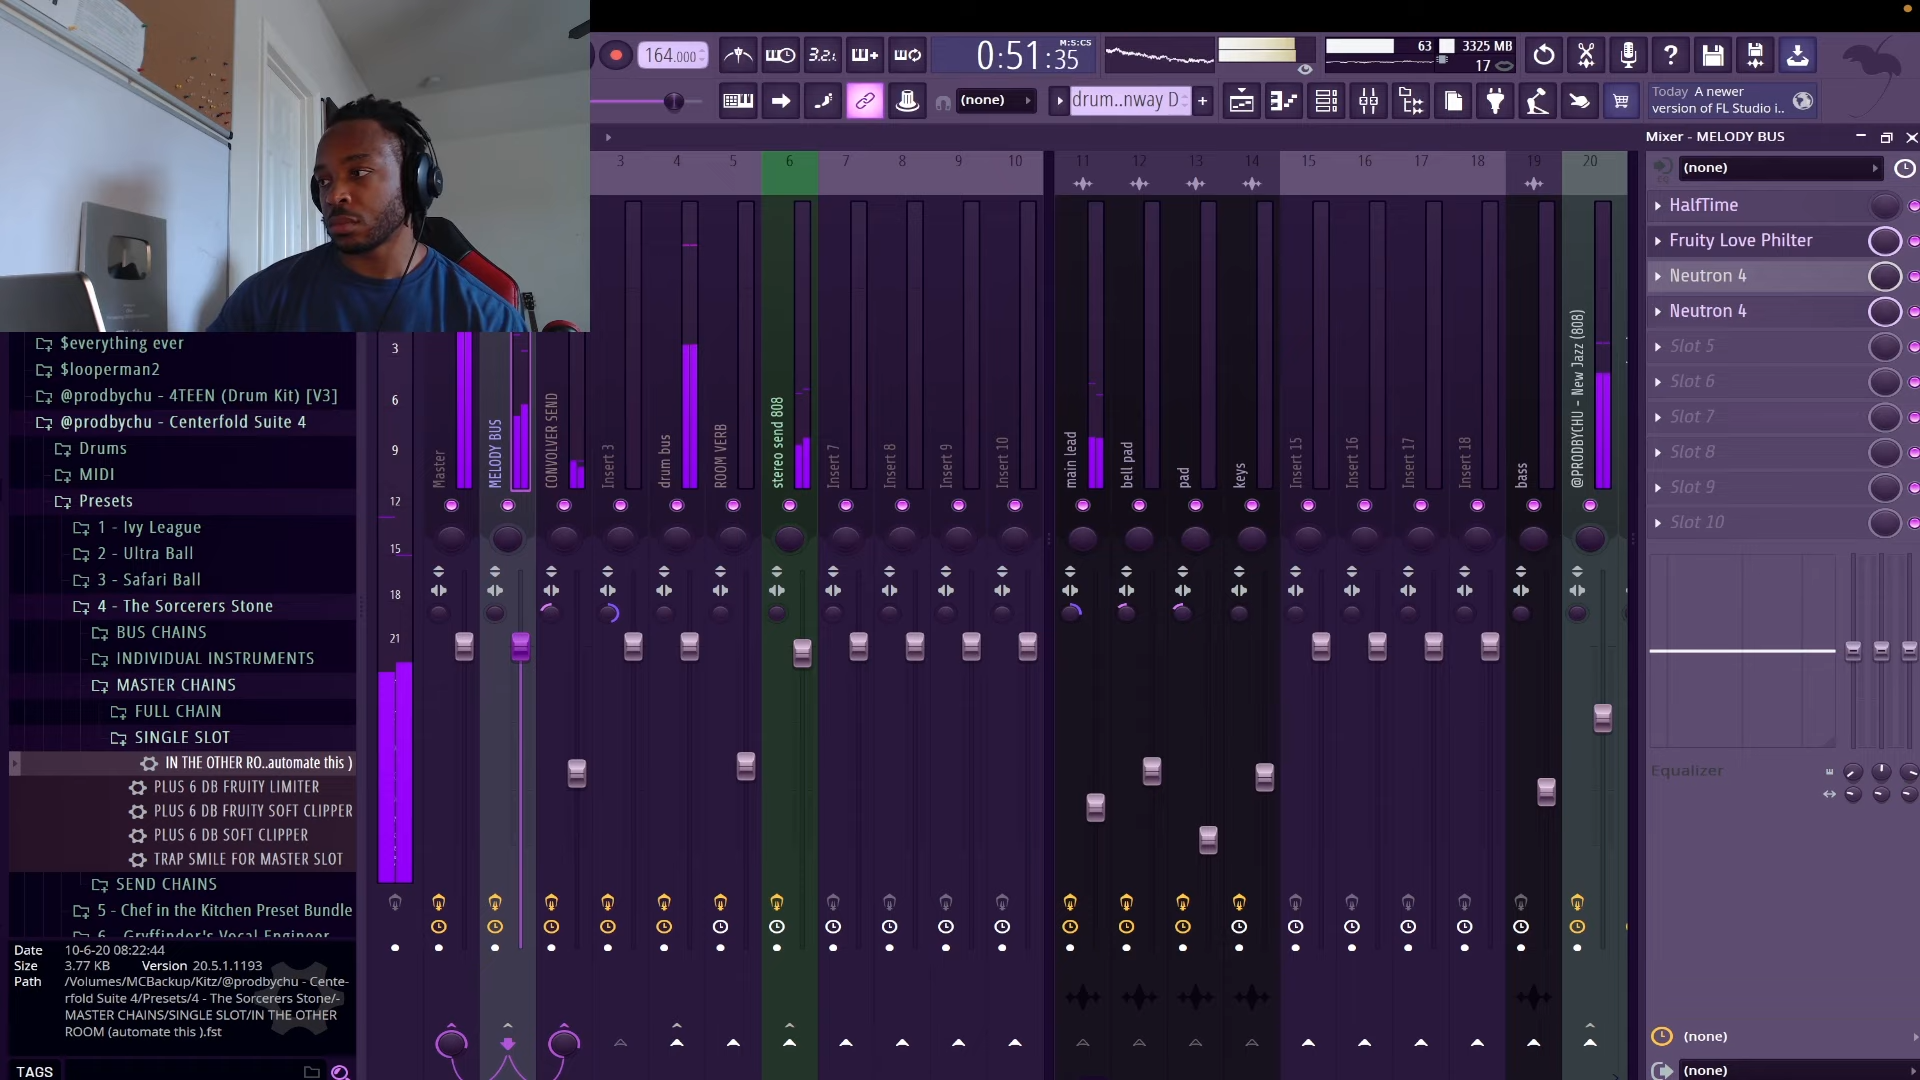 164.000
3.2.
0:51:35
M:S:CS
63
3325 MB
17
(none)
drum..nway D
Today A newer
version of FL Studio i..
Mixer - MELODY BUS
(none)
HalfTime
Fruity Love Philter
Neutron 4
Neutron 4
Slot 5
Slot 6
Slot 7
Slot 8
Slot 9
Slot 10
Equalizer
(none)
(none)
3
4
5
6
7
8
9
10
11
12
13
14
15
16
17
18
19
20
3
6
9
12
15
18
21
Master
MELODY BUS
CONVOLVER SEND
Insert 3
drum bus
ROOM VERB
stereo send 808
Insert 7
Insert 8
Insert 9
Insert 10
main lead
bell pad
pad
keys
Insert 15
Insert 16
Insert 17
Insert 18
bass
@PRODBYCHU - New Jazz (808)
$everything ever
$looperman2
@prodbychu - 4TEEN (Drum Kit) [V3]
@prodbychu - Centerfold Suite 4
Drums
MIDI
Presets
1 - Ivy League
2 - Ultra Ball
3 - Safari Ball
4 - The Sorcerers Stone
BUS CHAINS
INDIVIDUAL INSTRUMENTS
MASTER CHAINS
FULL CHAIN
SINGLE SLOT
IN THE OTHER RO..automate this )
PLUS 6 DB FRUITY LIMITER
PLUS 6 DB FRUITY SOFT CLIPPER
PLUS 6 DB SOFT CLIPPER
TRAP SMILE FOR MASTER SLOT
SEND CHAINS
5 - Chef in the Kitchen Preset Bundle
6 - Gryffindor's Vocal Engineer
Date 10-6-20 08:22:44
Size 3.77 KB Version 20.5.1.1193
Path /Volumes/MCBackup/Kitz/@prodbychu - Cente-
rfold Suite 4/Presets/4 - The Sorcerers Stone/-
MASTER CHAINS/SINGLE SLOT/IN THE OTHER
ROOM (automate this ).fst
TAGS